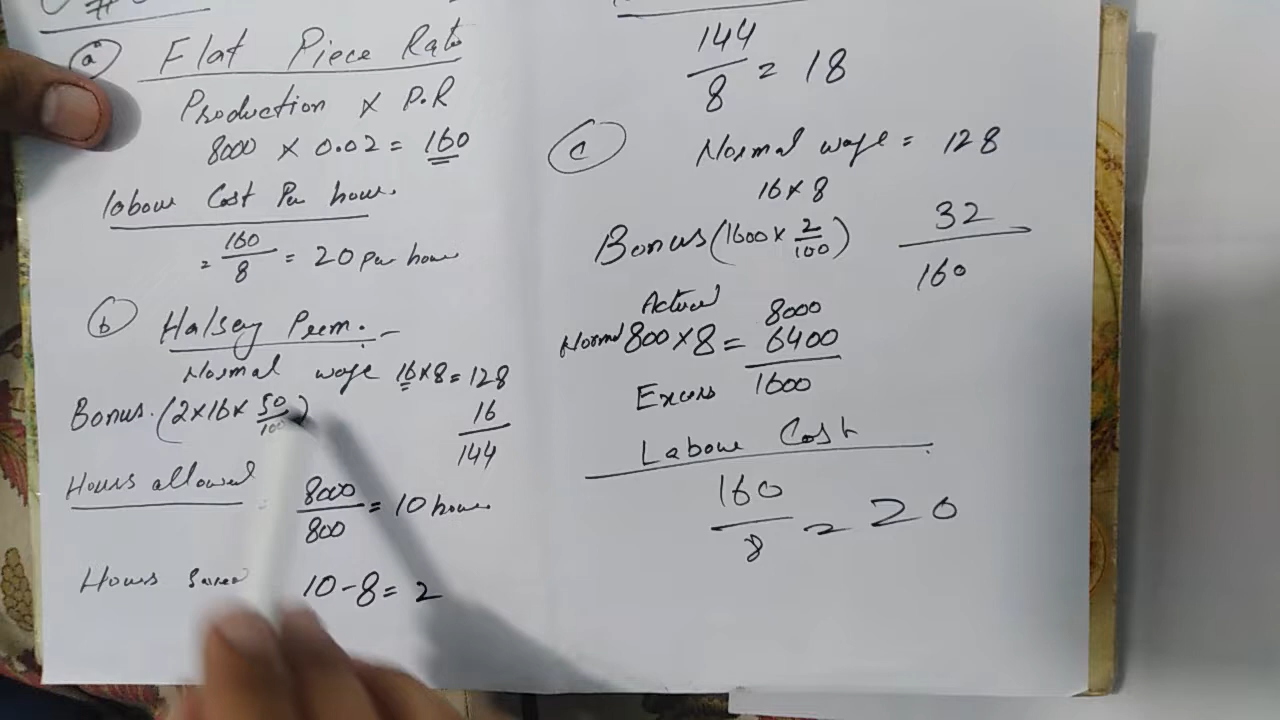 (a)
Flat Piece Rate
Production × P.R
8000 × 0.02 = 160
labour Cost Per hour.
= 160/8 = 20 per hour
(b) Halsey Prem. -
Normal wage 16×8=128
Bonus. (2×16×50/100) 16
144
Hours allowed = 8000/800 = 10 hours
Hours saved 10-8=2
144/8 = 18
(c) Normal wage = 128
16×8
Bonus (1600×2/100) 32
160
Actual 8000
Normal 800×8= 6400
Excess 1600
Labour Cost
160/8 = 20